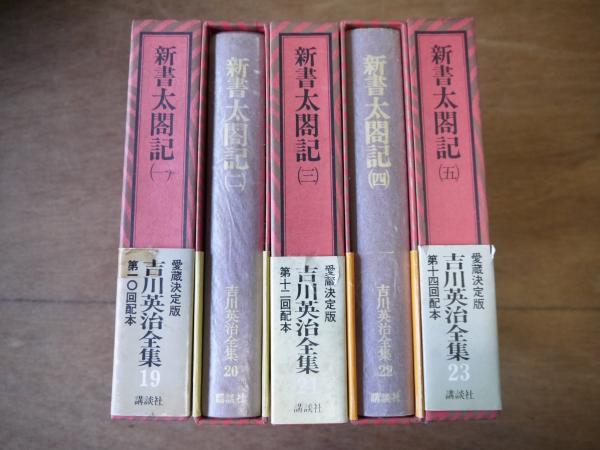 新書太閤記
(一)
愛蔵決定版
吉川英治全集
19
第一〇回配本
講談社
新書太閤記
(二)
吉川英治全集
20
講談社
新書太閤記
(三)
愛蔵決定版
吉川英治全集
第十二回配本
講談社
新書太閤記
(四)
吉川英治全集
22
講談社
新書太閤記
(五)
愛蔵決定版
吉川英治全集
23
第十四回配本
講談社